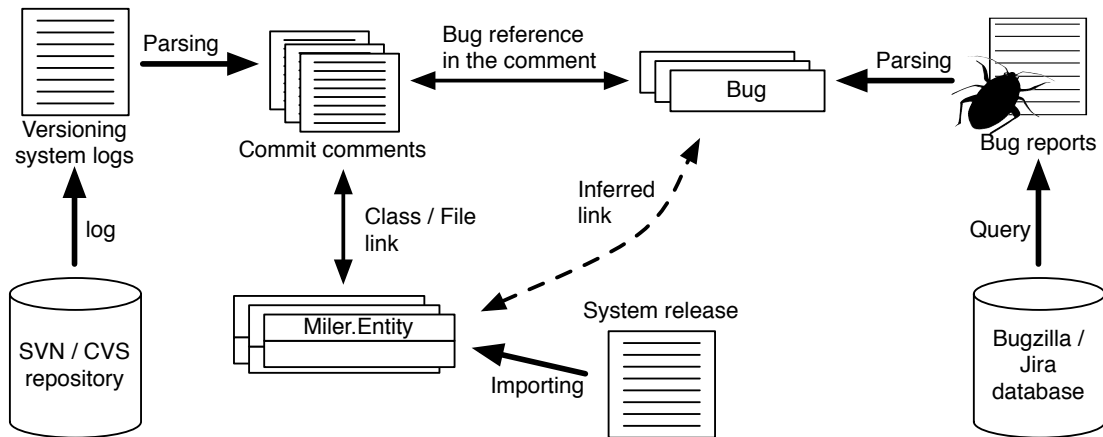 Parsing
Bug reference
in the comment
Parsing
Bug
Versioning
system logs
Commit comments
Bug reports
log
Class / File
link
Inferred
link
Query
SVN / CVS
repository
Miler.Entity
System release
Importing
Bugzilla /
Jira
database